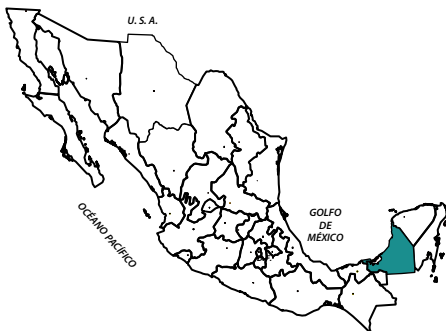 U. S. A.
GOLFO
DE
MÉXICO
OCÉANO PACÍFICO